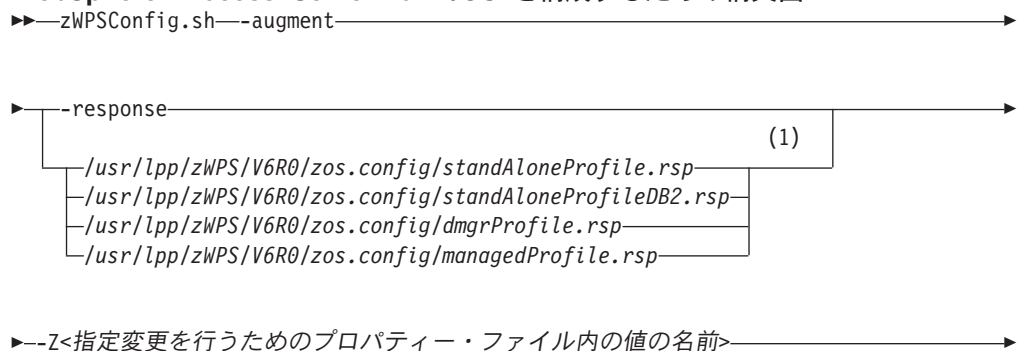 zWPSConfig.sh -augment
-response
(1)
/usr/lpp/zWPS/V6R0/zos.config/standAloneProfile.rsp
/usr/lpp/zWPS/V6R0/zos.config/standAloneProfileDB2.rsp
/usr/lpp/zWPS/V6R0/zos.config/dmgrProfile.rsp
/usr/lpp/zWPS/V6R0/zos.config/managedProfile.rsp
-Z<指定変更を行うためのプロパティー・ファイル内の値の名前>